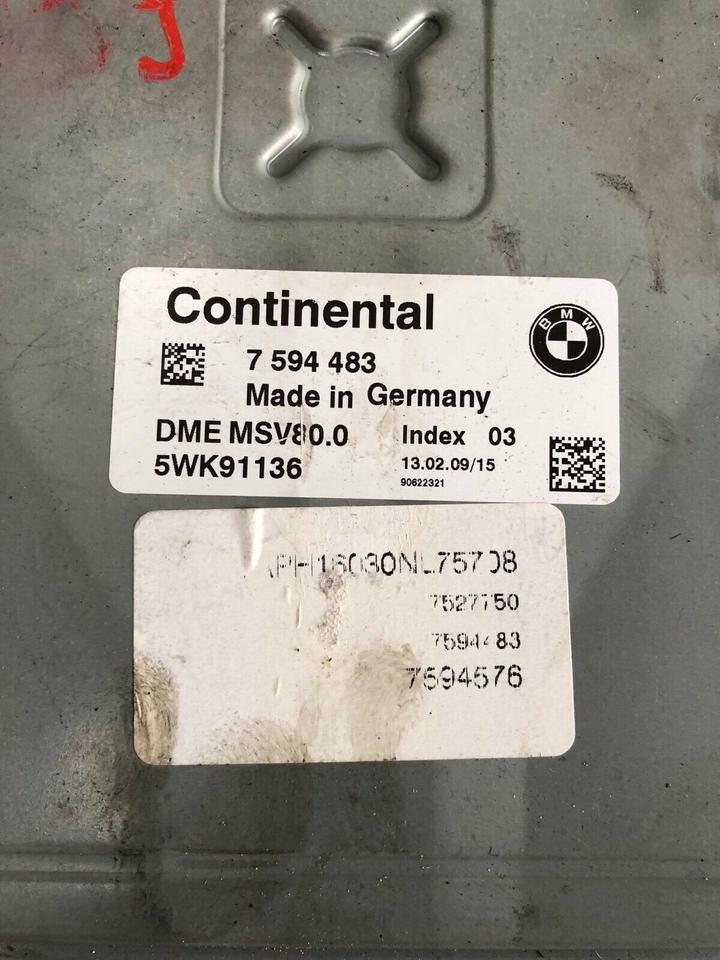 J
Continental
BMW
7 594 483
Made in Germany
DME MSV80.0 Index 03
5WK91136 13.02.09/15
90622321
7527750
7594483